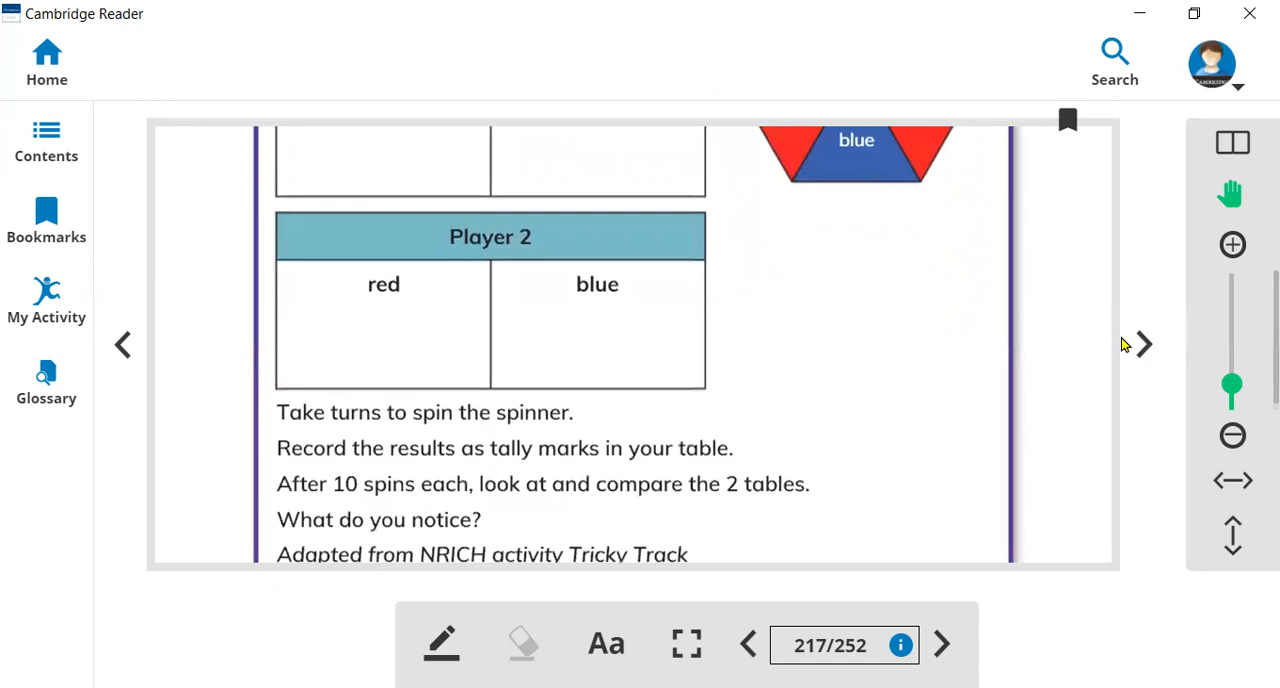 Cambridge Reader
Home
Search
Contents
Bookmarks
My Activity
Glossary
blue
Player 2
red blue
Take turns to spin the spinner.
Record the results as tally marks in your table.
After 10 spins each, look at and compare the 2 tables.
What do you notice?
Adapted from NRICH activity Tricky Track
Aa
217/252